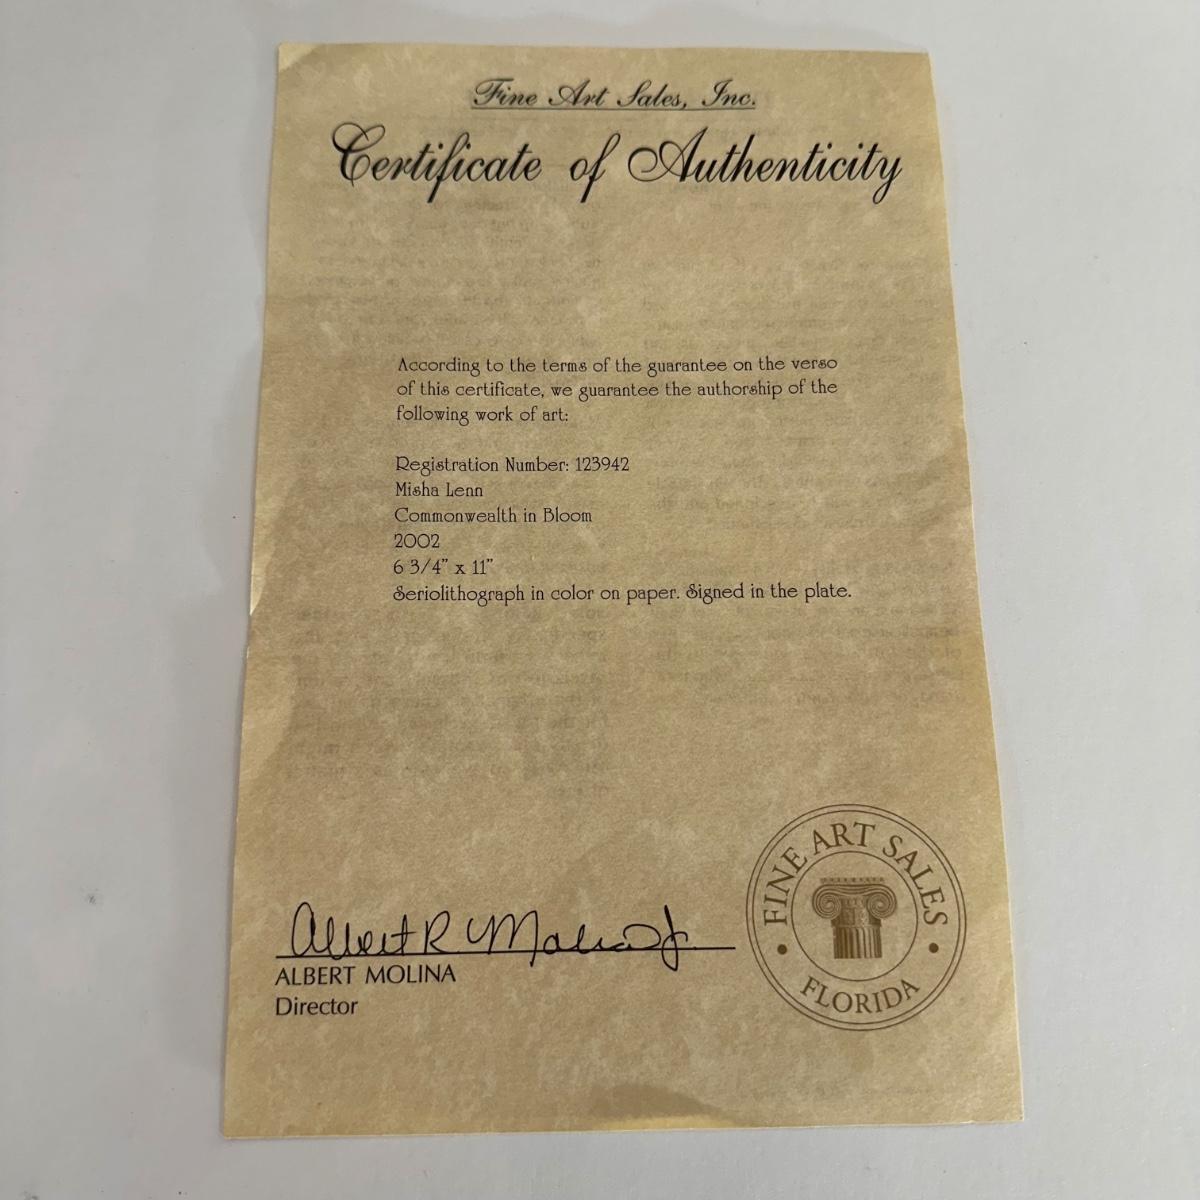 Fine Art Sales, Inc.
Certificate of Authenticity
According to the terms of the guarantee on the verso
of this certificate, we guarantee the authorship of the
following work of art:
Registration Number: 123942
Misha Lenn
Commonwealth in Bloom
2002
6 3/4" x 11"
Seriolithograph in color on paper. Signed in the plate.
Albert R Molina Jr.
ALBERT MOLINA
Director
FINE ART SALES
FLORIDA